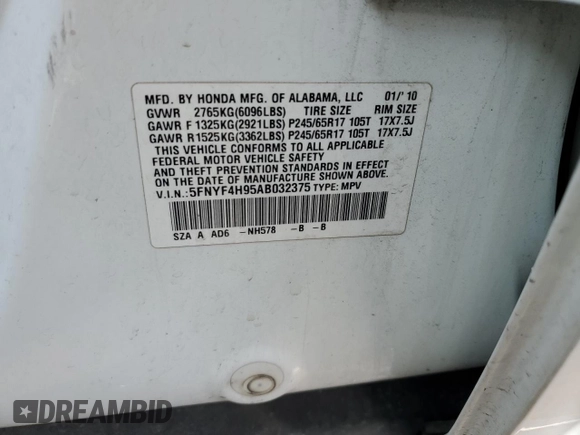 MFD. BY HONDA MFG. OF ALABAMA, LLC 01/'10
GVWR 2765KG(6096LBS) TIRE SIZE RIM SIZE
GAWR F 1325KG(2921LBS) P245/65R17 105T 17X7.5J
GAWR R 1525KG(3362LBS) P245/65R17 105T 17X7.5J
THIS VEHICLE CONFORMS TO ALL APPLICABLE
FEDERAL MOTOR VEHICLE SAFETY, BUMPER
AND THEFT PREVENTION STANDARDS IN EFFECT
ON THE DATE OF MANUFACTURE SHOWN ABOVE.
V.I.N.: 5FNYF4H95AB032375 TYPE: MPV
SZA A AD6 -NH578 -B -B
DREAMBID